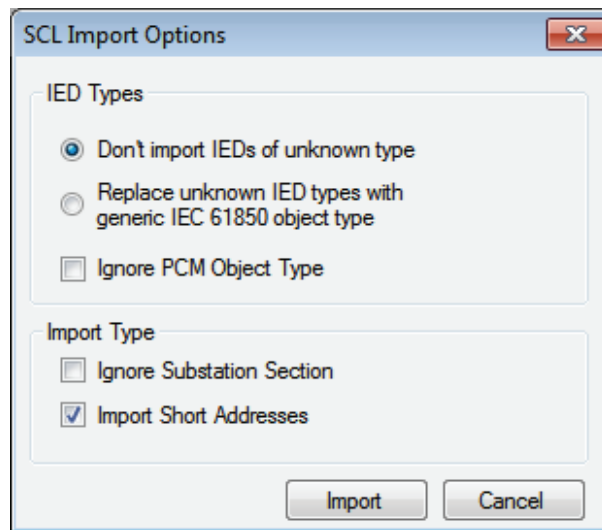 SCL Import Options
IED Types
Don't import IEDs of unknown type
Replace unknown IED types with
generic IEC 61850 object type
Ignore PCM Object Type
Import Type
Ignore Substation Section
Import Short Addresses
Import
Cancel